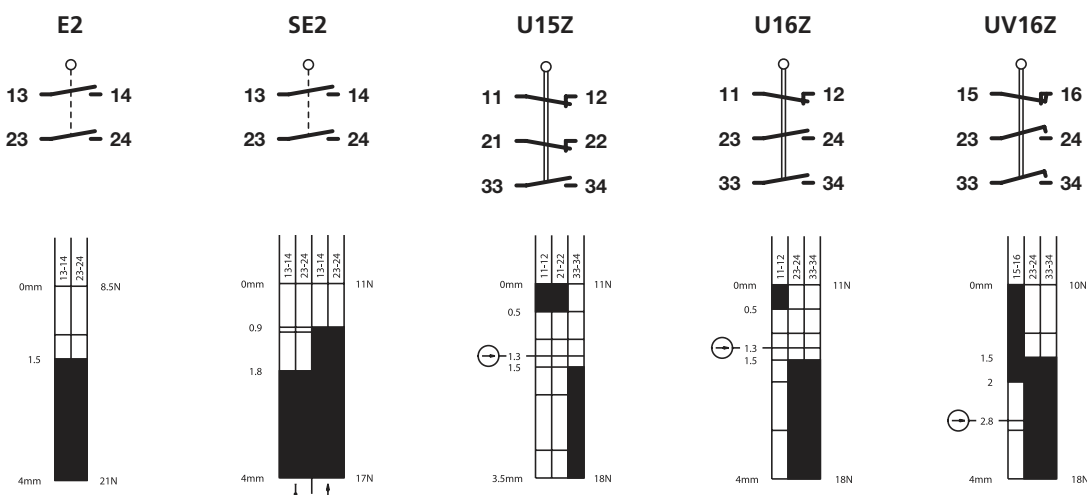 E2
SE2
U15Z
U16Z
UV16Z
13 14
23 24
13 14
23 24
11 12
21 22
33 34
11 12
23 24
33 34
15 16
23 24
33 34
13-14 23-24
0mm 8.5N
1.5
4mm 21N
13-14 23-24 13-14 23-24
0mm 11N
0.9
1.8
4mm 17N
11-12 21-22 33-34
0mm 11N
0.5
1.3
1.5
3.5mm 18N
11-12 23-24 33-34
0mm 11N
0.5
1.3
1.5
4mm 18N
15-16 23-24 33-34
0mm 10N
1.5
2
2.8
4mm 18N